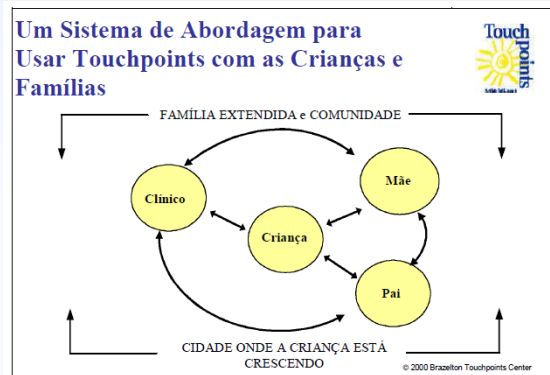 Um Sistema de Abordagem para
Usar Touchpoints com as Crianças e
Famílias
Touch
points
FAMÍLIA EXTENDIDA e COMUNIDADE
Mãe
Clínico
Criança
Pai
CIDADE ONDE A CRIANÇA ESTÁ
CRESCENDO
© 2000 Brazelton Touchpoints Center